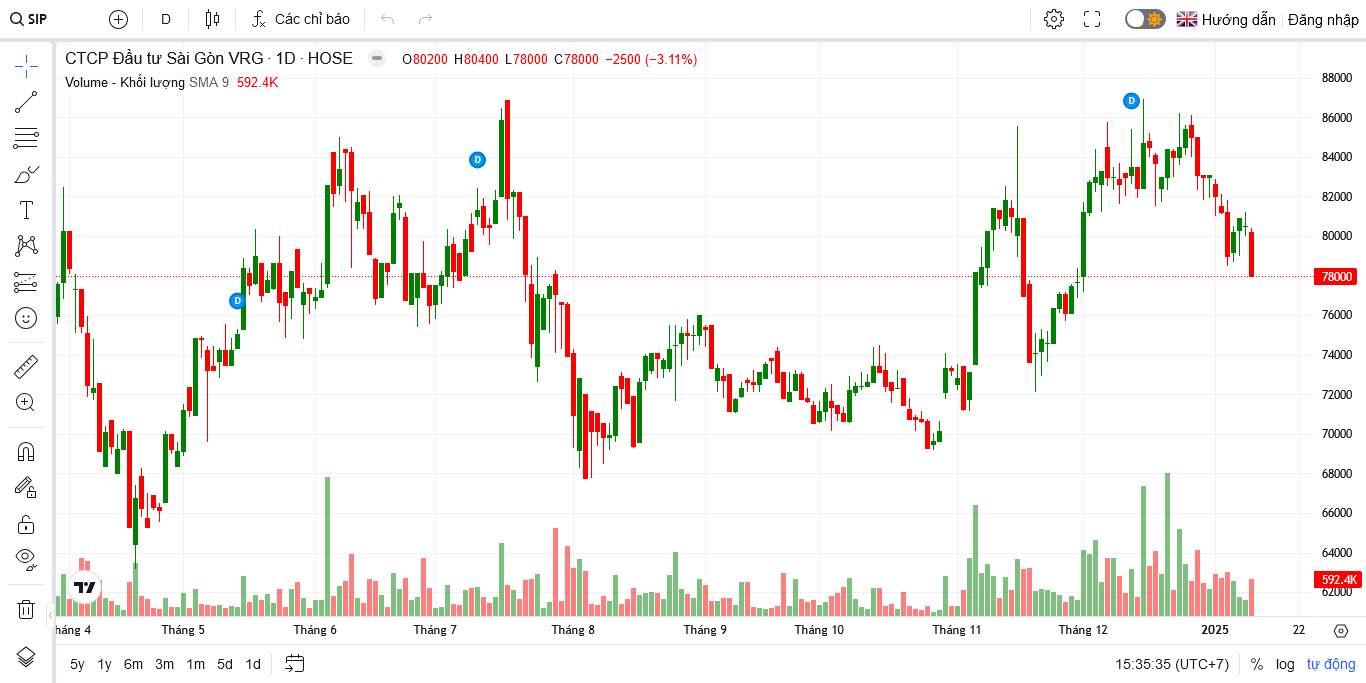 SIP D Các chỉ báo Hướng dẫn Đăng nhập
CTCP Đầu tư Sài Gòn VRG · 1D · HOSE O80200 H80400 L78000 C78000 −2500 (−3.11%)
Volume - Khối lượng SMA 9 592.4K
88000
86000
84000
82000
80000
78000
76000
74000
72000
70000
68000
66000
64000
592.4K
62000
D
D
D
háng 4 Tháng 5 Tháng 6 Tháng 7 Tháng 8 Tháng 9 Tháng 10 Tháng 11 Tháng 12 2025 22
5y 1y 6m 3m 1m 5d 1d 15:35:35 (UTC+7) % log tự động